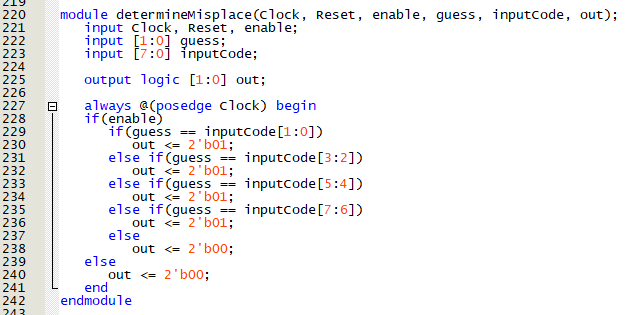 219
220 module determineMisplace(Clock, Reset, enable, guess, inputCode, out);
221 input Clock, Reset, enable;
222 input [1:0] guess;
223 input [7:0] inputCode;
224
225 output logic [1:0] out;
226
227 always @(posedge Clock) begin
228 if(enable)
229 if(guess == inputCode[1:0])
230 out <= 2'b01;
231 else if(guess == inputCode[3:2])
232 out <= 2'b01;
233 else if(guess == inputCode[5:4])
234 out <= 2'b01;
235 else if(guess == inputCode[7:6])
236 out <= 2'b01;
237 else
238 out <= 2'b00;
239 else
240 out <= 2'b00;
241 end
242 endmodule
243